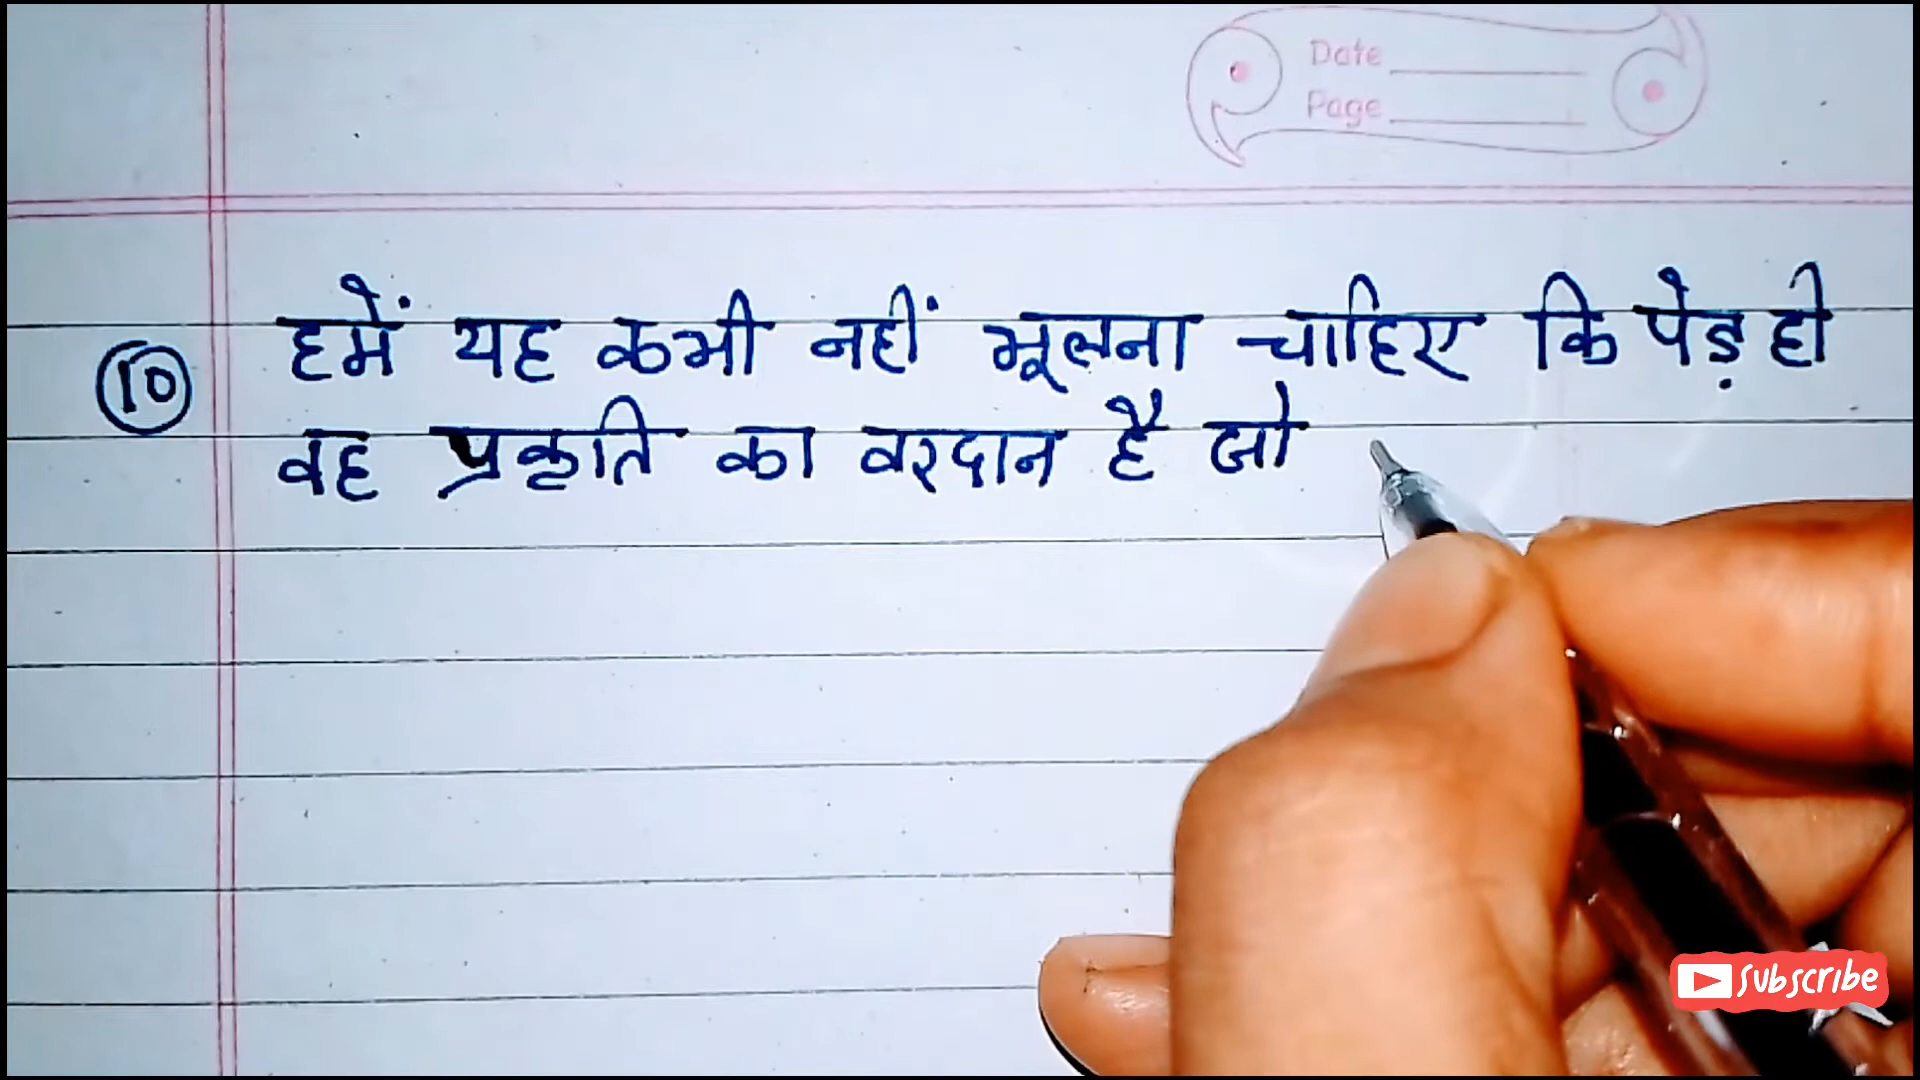 Date
Page
10 हमें यह कभी नहीं भूलना चाहिए कि पेड़ ही
वह प्रकृति का वरदान है जो
Subscribe